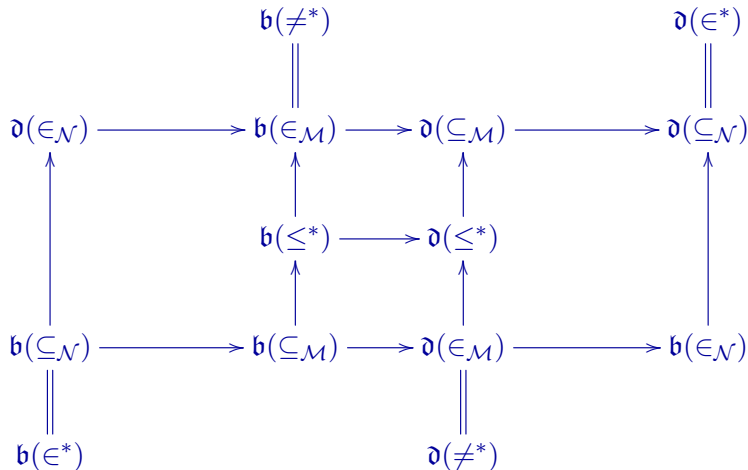 𝔟(≠*) 𝔡(∈*)
𝔡(∈_𝒩) 𝔟(∈_ℳ) 𝔡(⊆_ℳ) 𝔡(⊆_𝒩)
𝔟(≤*) 𝔡(≤*)
𝔟(⊆_𝒩) 𝔟(⊆_ℳ) 𝔡(∈_ℳ) 𝔟(∈_𝒩)
𝔟(∈*) 𝔡(≠*)